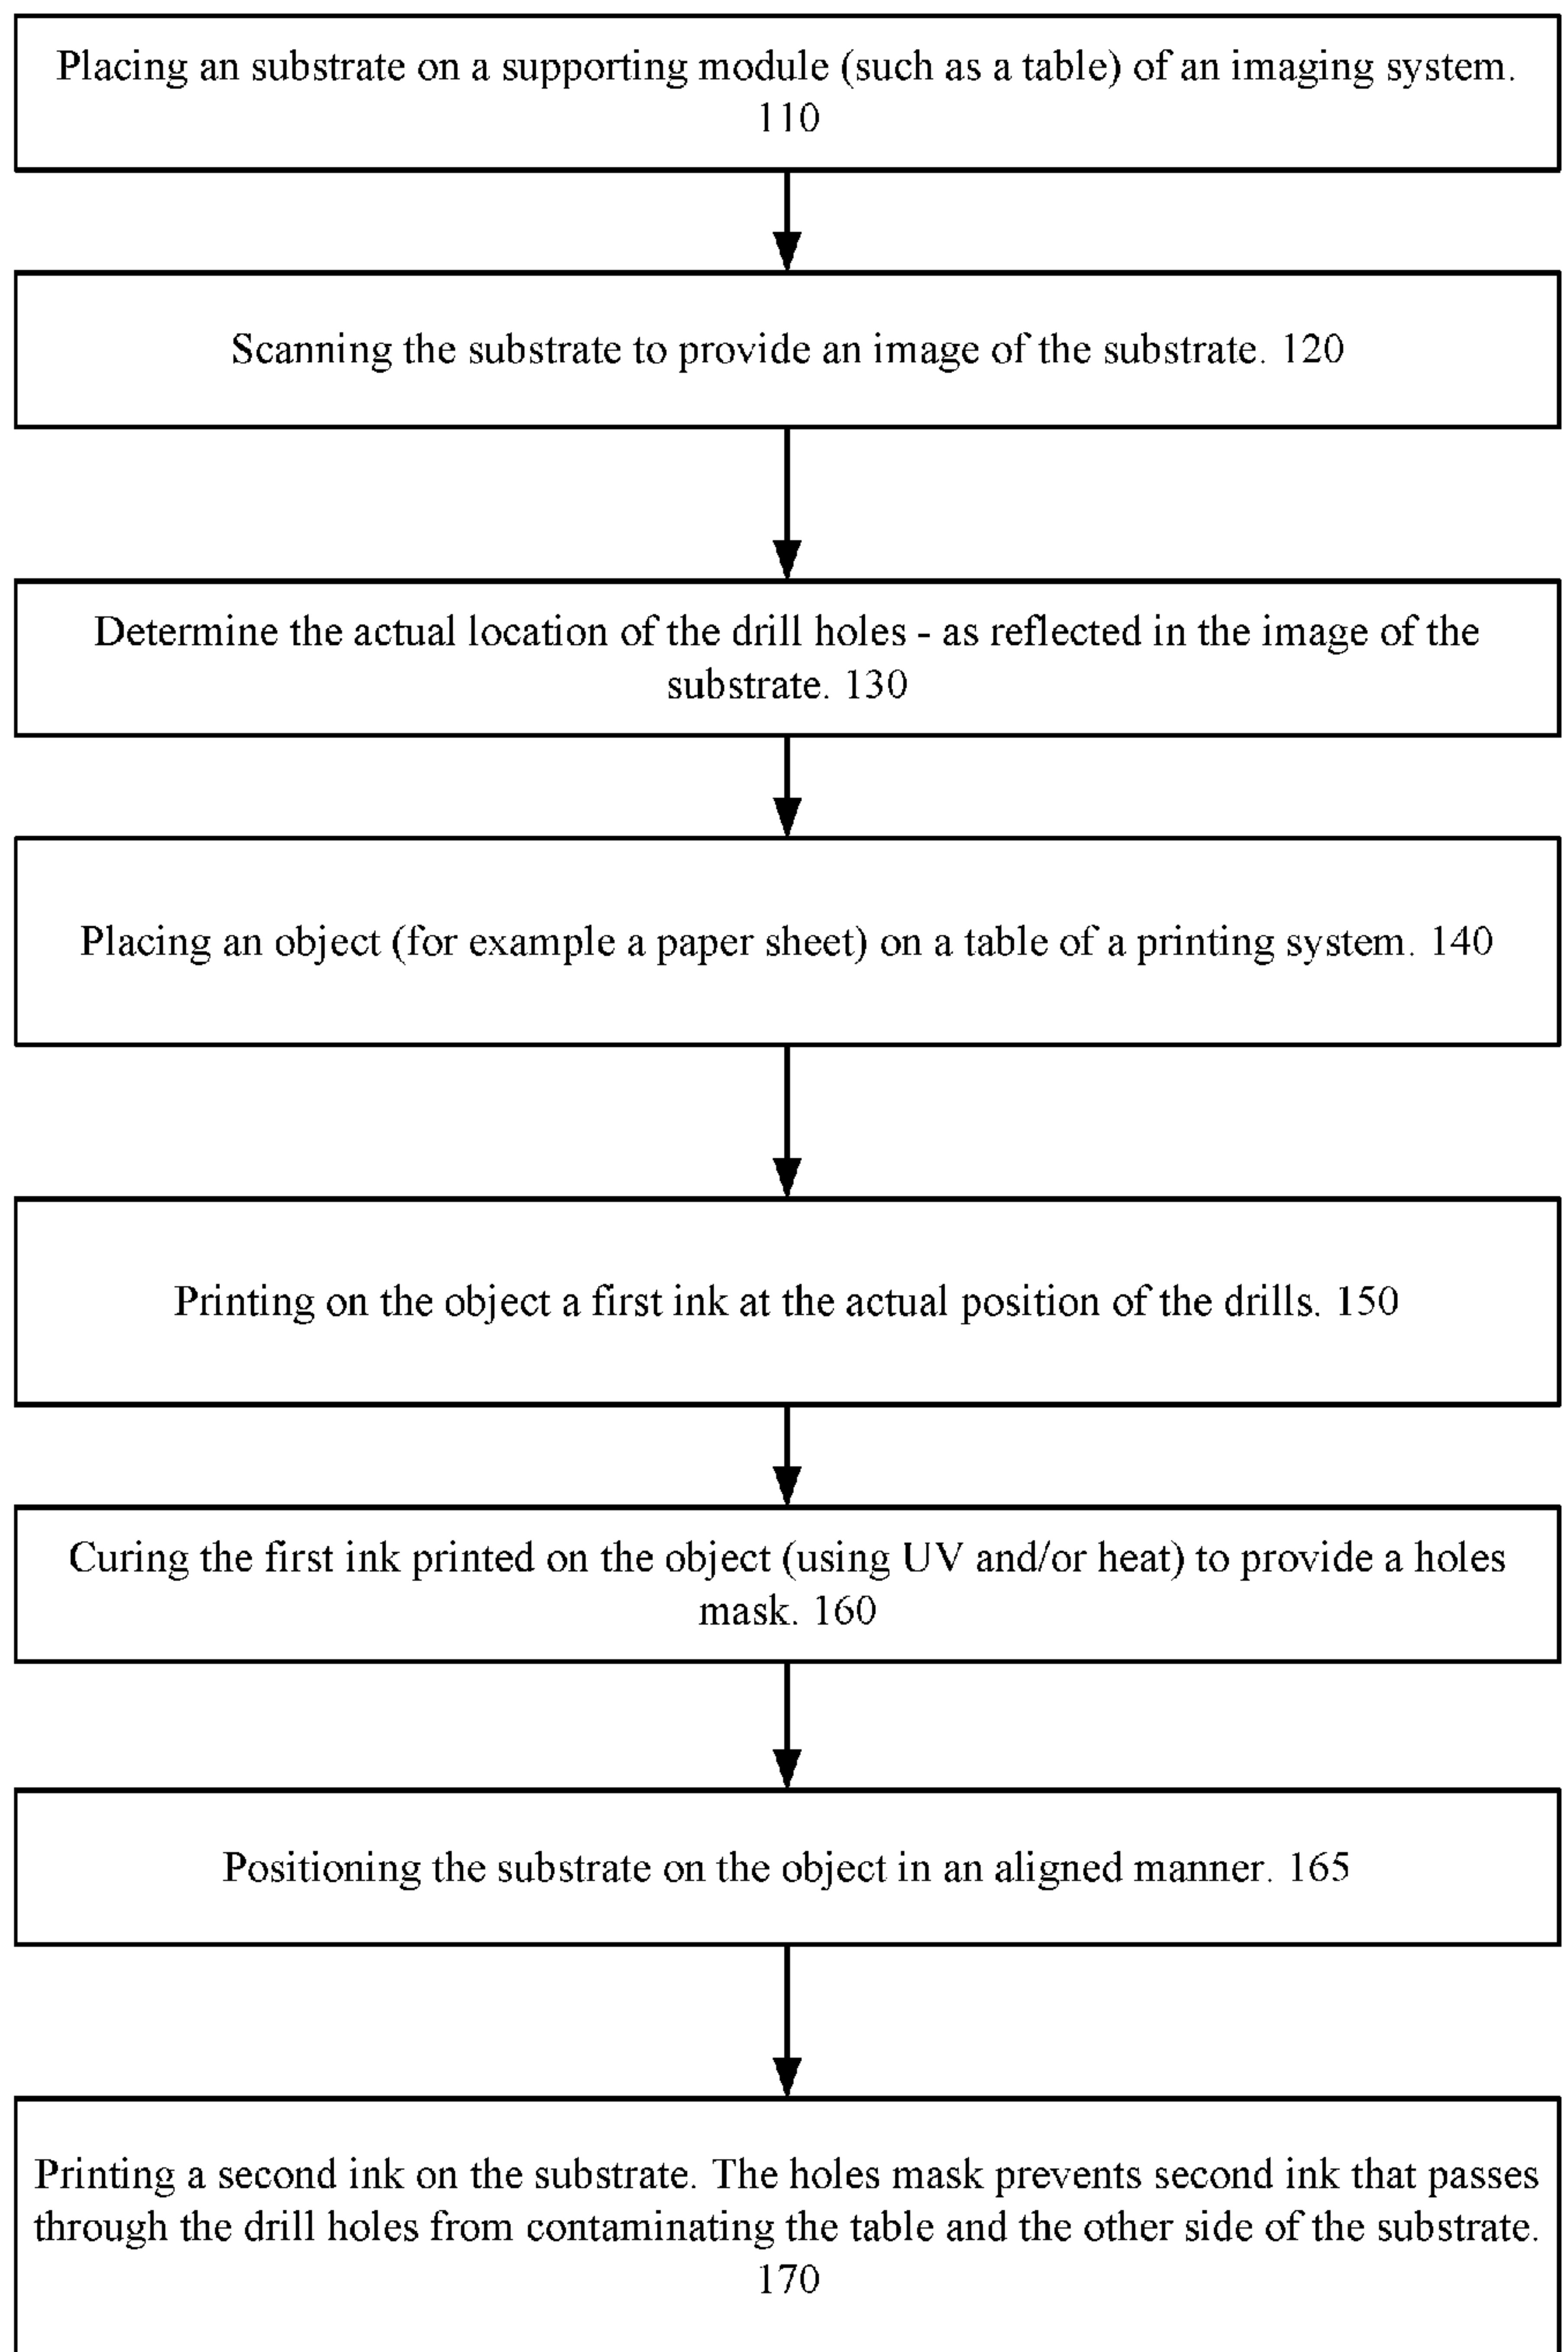 Placing an substrate on a supporting module (such as a table) of an imaging system.
110
Scanning the substrate to provide an image of the substrate. 120
Determine the actual location of the drill holes - as reflected in the image of the
substrate. 130
Placing an object (for example a paper sheet) on a table of a printing system. 140
Printing on the object a first ink at the actual position of the drills. 150
Curing the first ink printed on the object (using UV and/or heat) to provide a holes
mask. 160
Positioning the substrate on the object in an aligned manner. 165
Printing a second ink on the substrate. The holes mask prevents second ink that passes
through the drill holes from contaminating the table and the other side of the substrate.
170